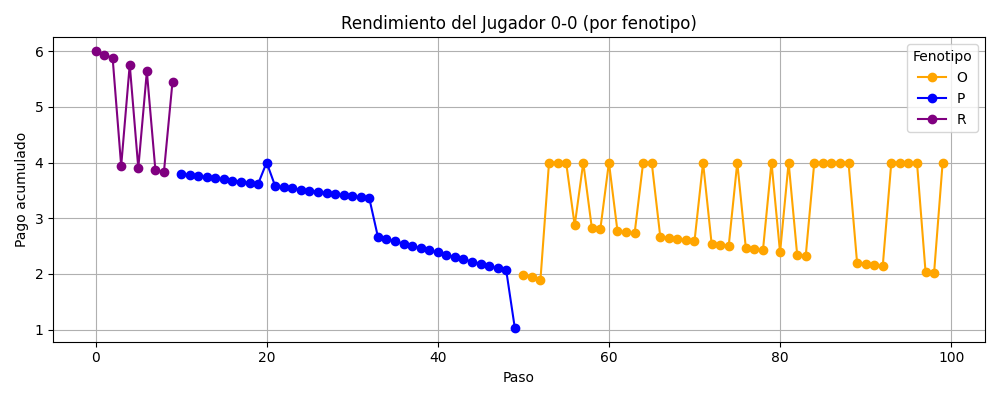 Rendimiento del Jugador 0-0 (por fenotipo)
Pago acumulado
6
5
4
3
2
1
0
20
40
60
80
100
Paso
Fenotipo
O
P
R